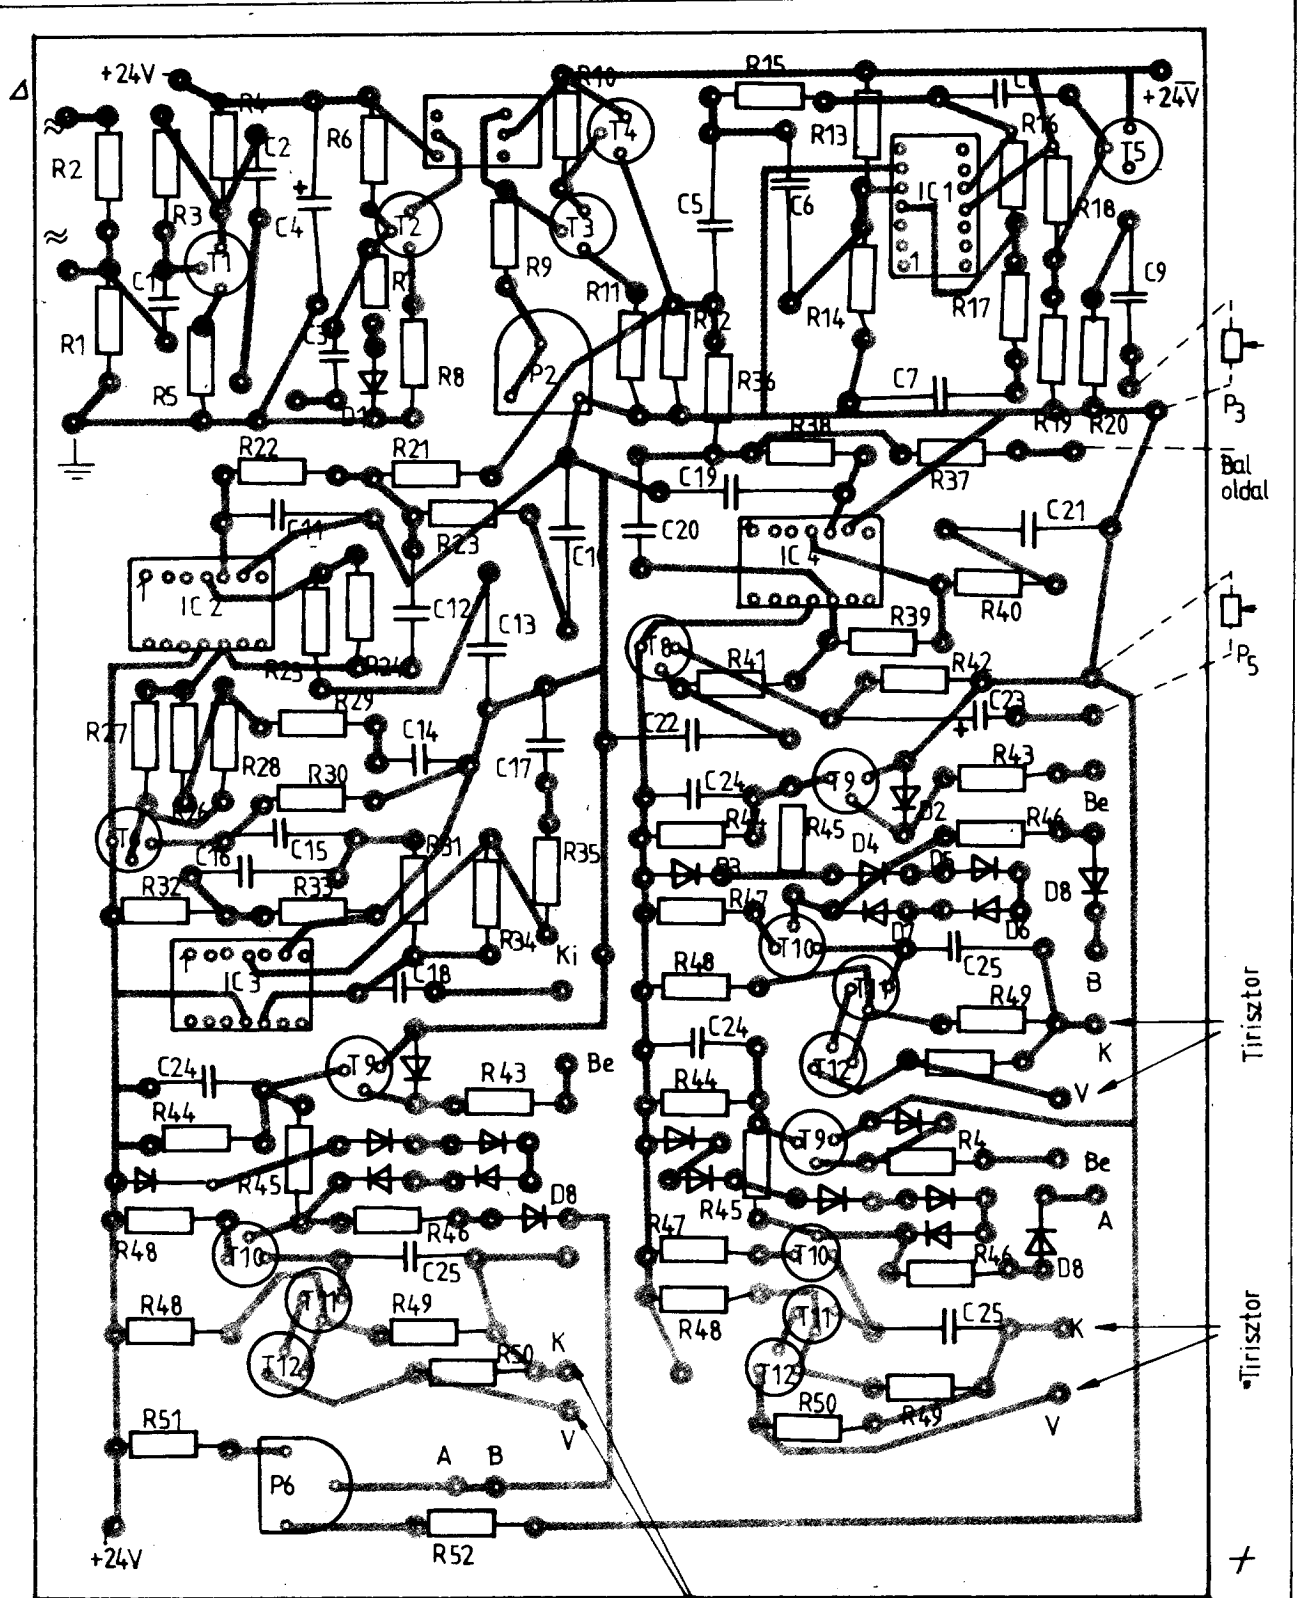 +24V
R10
R15
C
+24V
R4
R2
C2
R6
T4
R13
R16
T5
R3
C4
+
T2
T3
C5
C6
IC1
R18
T1
C1
R7
R9
R11
R12
R14
1
R17
C9
R1
C3
R5
R8
P2
R36
C7
P3
D1
R22
R21
R38
R19
R20
R37
Bal
oldal
C19
C11
R23
C20
C21
IC4
IC2
C12
C13
R39
R40
T8
R25
R24
R41
R42
P5
R29
C22
C23
+
R27
C14
R28
R30
C17
T9
R43
C24
Be
R26
R44
R45
D2
R46
T
C16
C15
R31
R35
D4
D3
D5
D8
R32
R33
R47
R34
T10
D7
D6
Ki
IC3
C18
R48
T11
C25
B
R49
Tirisztor
K
C24
T12
V
C24
T9
R43
Be
R44
R44
T9
R4
Be
R45
R45
A
D8
R48
R46
R47
T10
R46
D8
T10
C25
T11
R49
R48
T11
C25
K
Tirisztor
R48
K
R50
T12
T12
R50
R49
V
V
R51
A
B
P6
R52
+24V
+